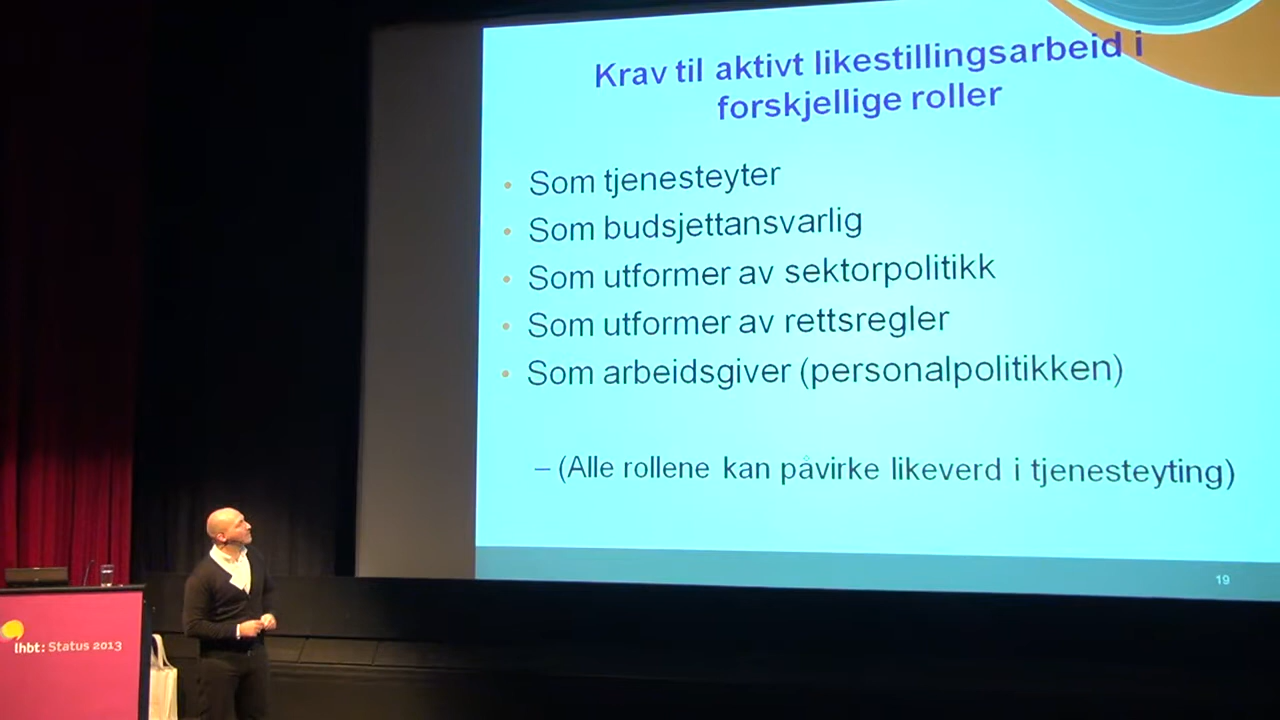 Krav til aktivt likestillingsarbeid i
forskjellige roller
• Som tjenesteyter
• Som budsjettansvarlig
• Som utformer av sektorpolitikk
• Som utformer av rettsregler
• Som arbeidsgiver (personalpolitikken)
– (Alle rollene kan påvirke likeverd i tjenesteyting)
19
lhbt: Status 2013